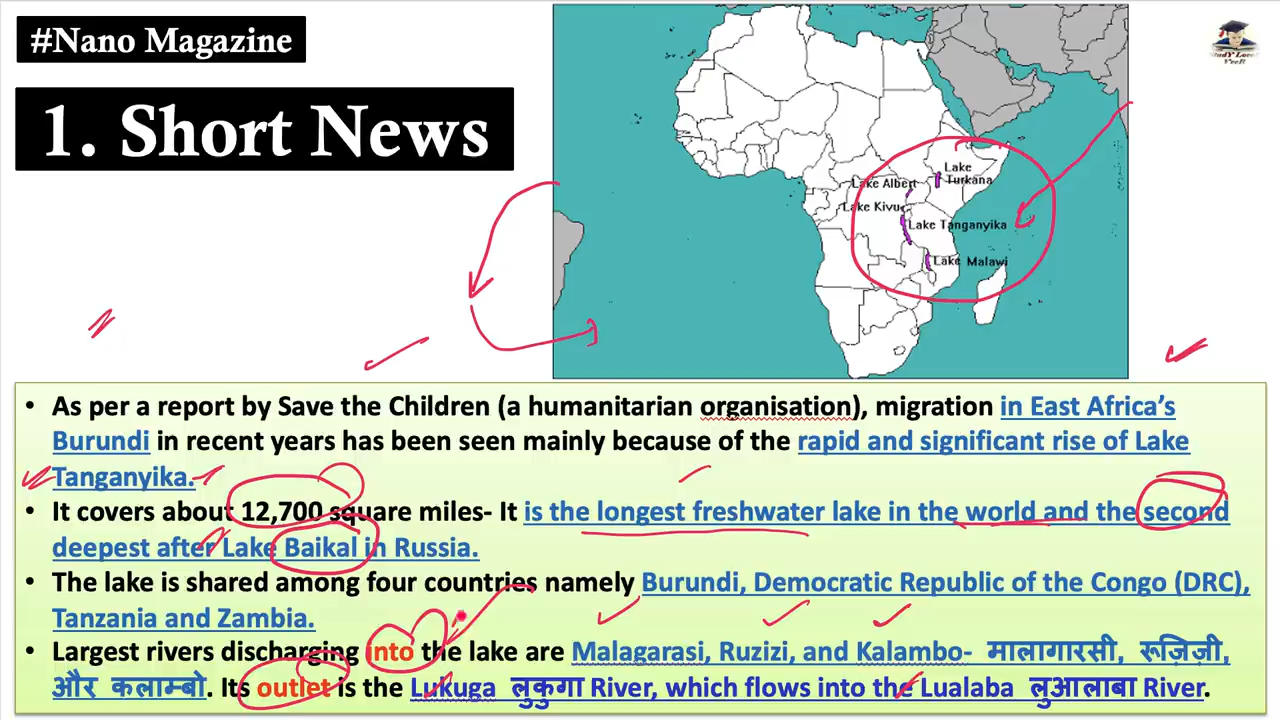 #Nano Magazine
1. Short News
Lake
Turkana
Lake Albert
Lake Kivu
Lake Tanganyika
Lake Malawi
StudY Lover
VeeR
• As per a report by Save the Children (a humanitarian organisation), migration in East Africa’s
Burundi in recent years has been seen mainly because of the rapid and significant rise of Lake
Tanganyika.
• It covers about 12,700 square miles- It is the longest freshwater lake in the world and the second
deepest after Lake Baikal in Russia.
• The lake is shared among four countries namely Burundi, Democratic Republic of the Congo (DRC),
Tanzania and Zambia.
• Largest rivers discharging into the lake are Malagarasi, Ruzizi, and Kalambo- मालागारसी, रूज़िज़ी,
और कलाम्बो. Its outlet is the Lukuga लुकुगा River, which flows into the Lualaba लुआलाबा River.